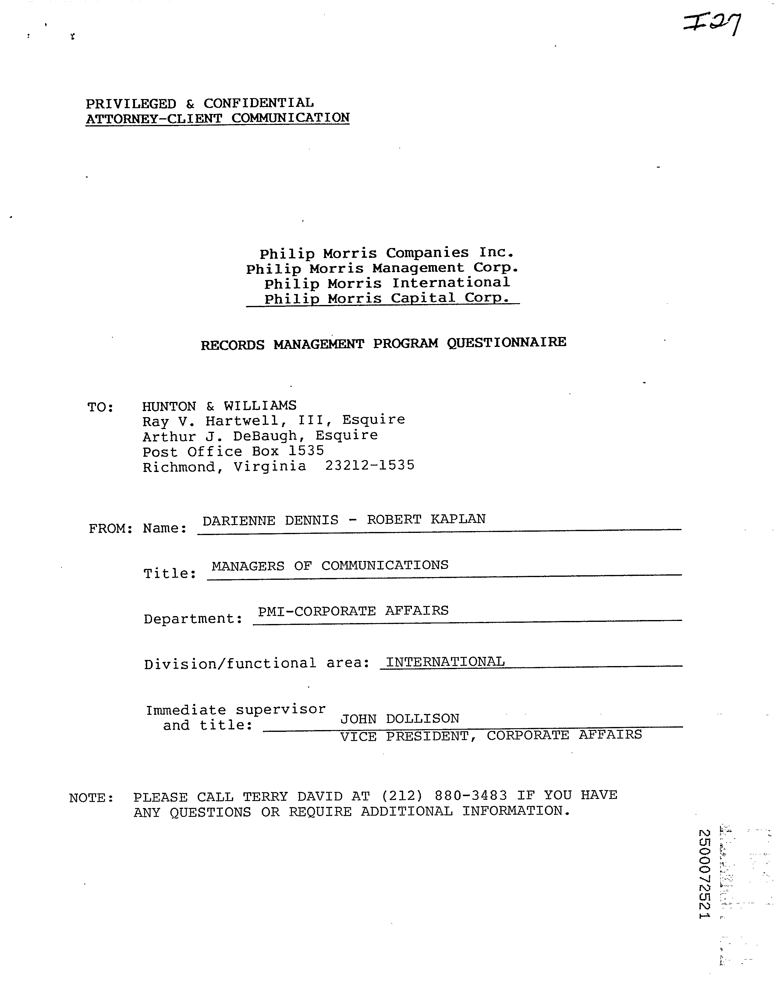 I27
PRIVILEGED & CONFIDENTIAL
ATTORNEY-CLIENT COMMUNICATION
Philip Morris Companies Inc.
Philip Morris Management Corp.
Philip Morris International
Philip Morris Capital Corp.
RECORDS MANAGEMENT PROGRAM QUESTIONNAIRE
TO: HUNTON & WILLIAMS
Ray V. Hartwell, III, Esquire
Arthur J. DeBaugh, Esquire
Post Office Box 1535
Richmond, Virginia 23212-1535
FROM: Name: DARIENNE DENNIS - ROBERT KAPLAN
Title: MANAGERS OF COMMUNICATIONS
Department: PMI-CORPORATE AFFAIRS
Division/functional area: INTERNATIONAL
Immediate supervisor
and title: JOHN DOLLISON
VICE PRESIDENT, CORPORATE AFFAIRS
NOTE: PLEASE CALL TERRY DAVID AT (212) 880-3483 IF YOU HAVE
ANY QUESTIONS OR REQUIRE ADDITIONAL INFORMATION.
2500072521